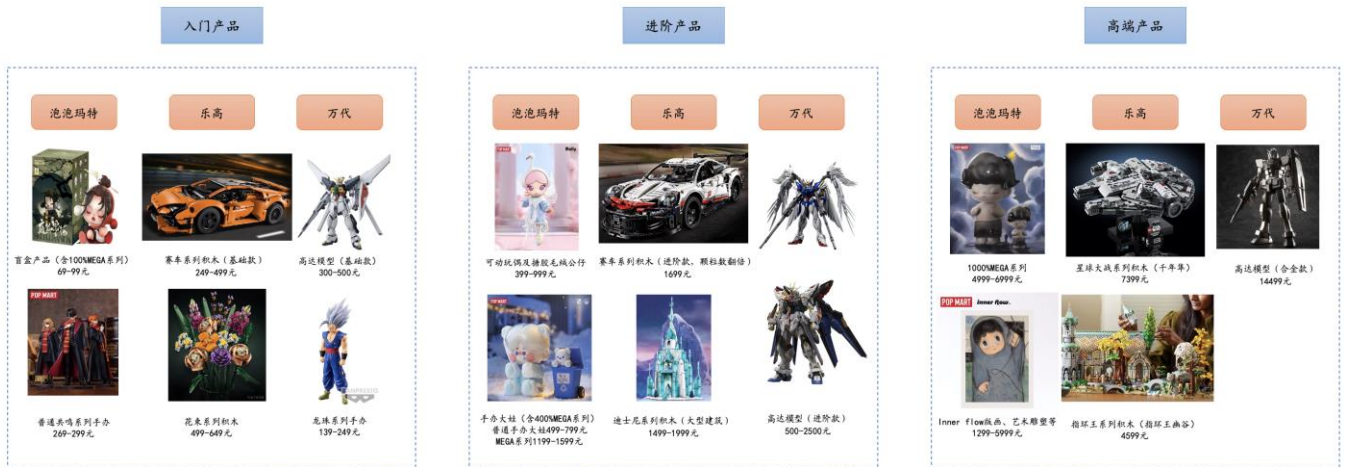 入门产品
进阶产品
高端产品
泡泡玛特
乐高
万代
泡泡玛特
乐高
万代
泡泡玛特
乐高
万代
盲盒产品（含100%MEGA系列）
69-99元
赛车系列积木（基础款）
249-499元
高达模型（基础款）
300-500元
POP MART
普通共鸣系列手办
269-299元
花束系列积木
499-649元
龙珠系列手办
139-249元
POP MART
Molly
可动玩偶及搪胶毛绒公仔
399-999元
赛车系列积木（进阶款，颗粒数翻倍）
1699元
POP MART
手办大娃（含400%MEGA系列）
普通手办大娃499-799元
MEGA系列1199-1599元
迪士尼系列积木（大型建筑）
1499-1999元
高达模型（进阶款）
500-2500元
POP MART
1000%MEGA系列
4999-6999元
星球大战系列积木（千年隼）
7399元
高达模型（合金款）
14499元
POP MART
inner flow.
Inner flow版画、艺术雕塑等
1299-5999元
指环王系列积木（指环王幽谷）
4599元